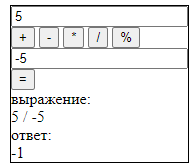 5
+ - * / %
-5
=
выражение:
5 / -5
ответ:
-1